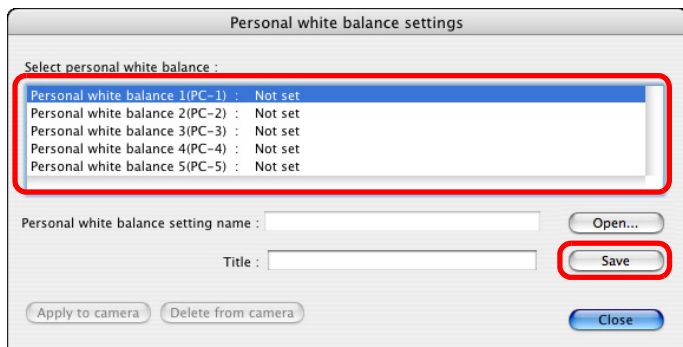 Personal white balance settings
Select personal white balance :
Personal white balance 1(PC-1) : Not set
Personal white balance 2(PC-2) : Not set
Personal white balance 3(PC-3) : Not set
Personal white balance 4(PC-4) : Not set
Personal white balance 5(PC-5) : Not set
Personal white balance setting name : Open...
Title : Save
Apply to camera Delete from camera Close